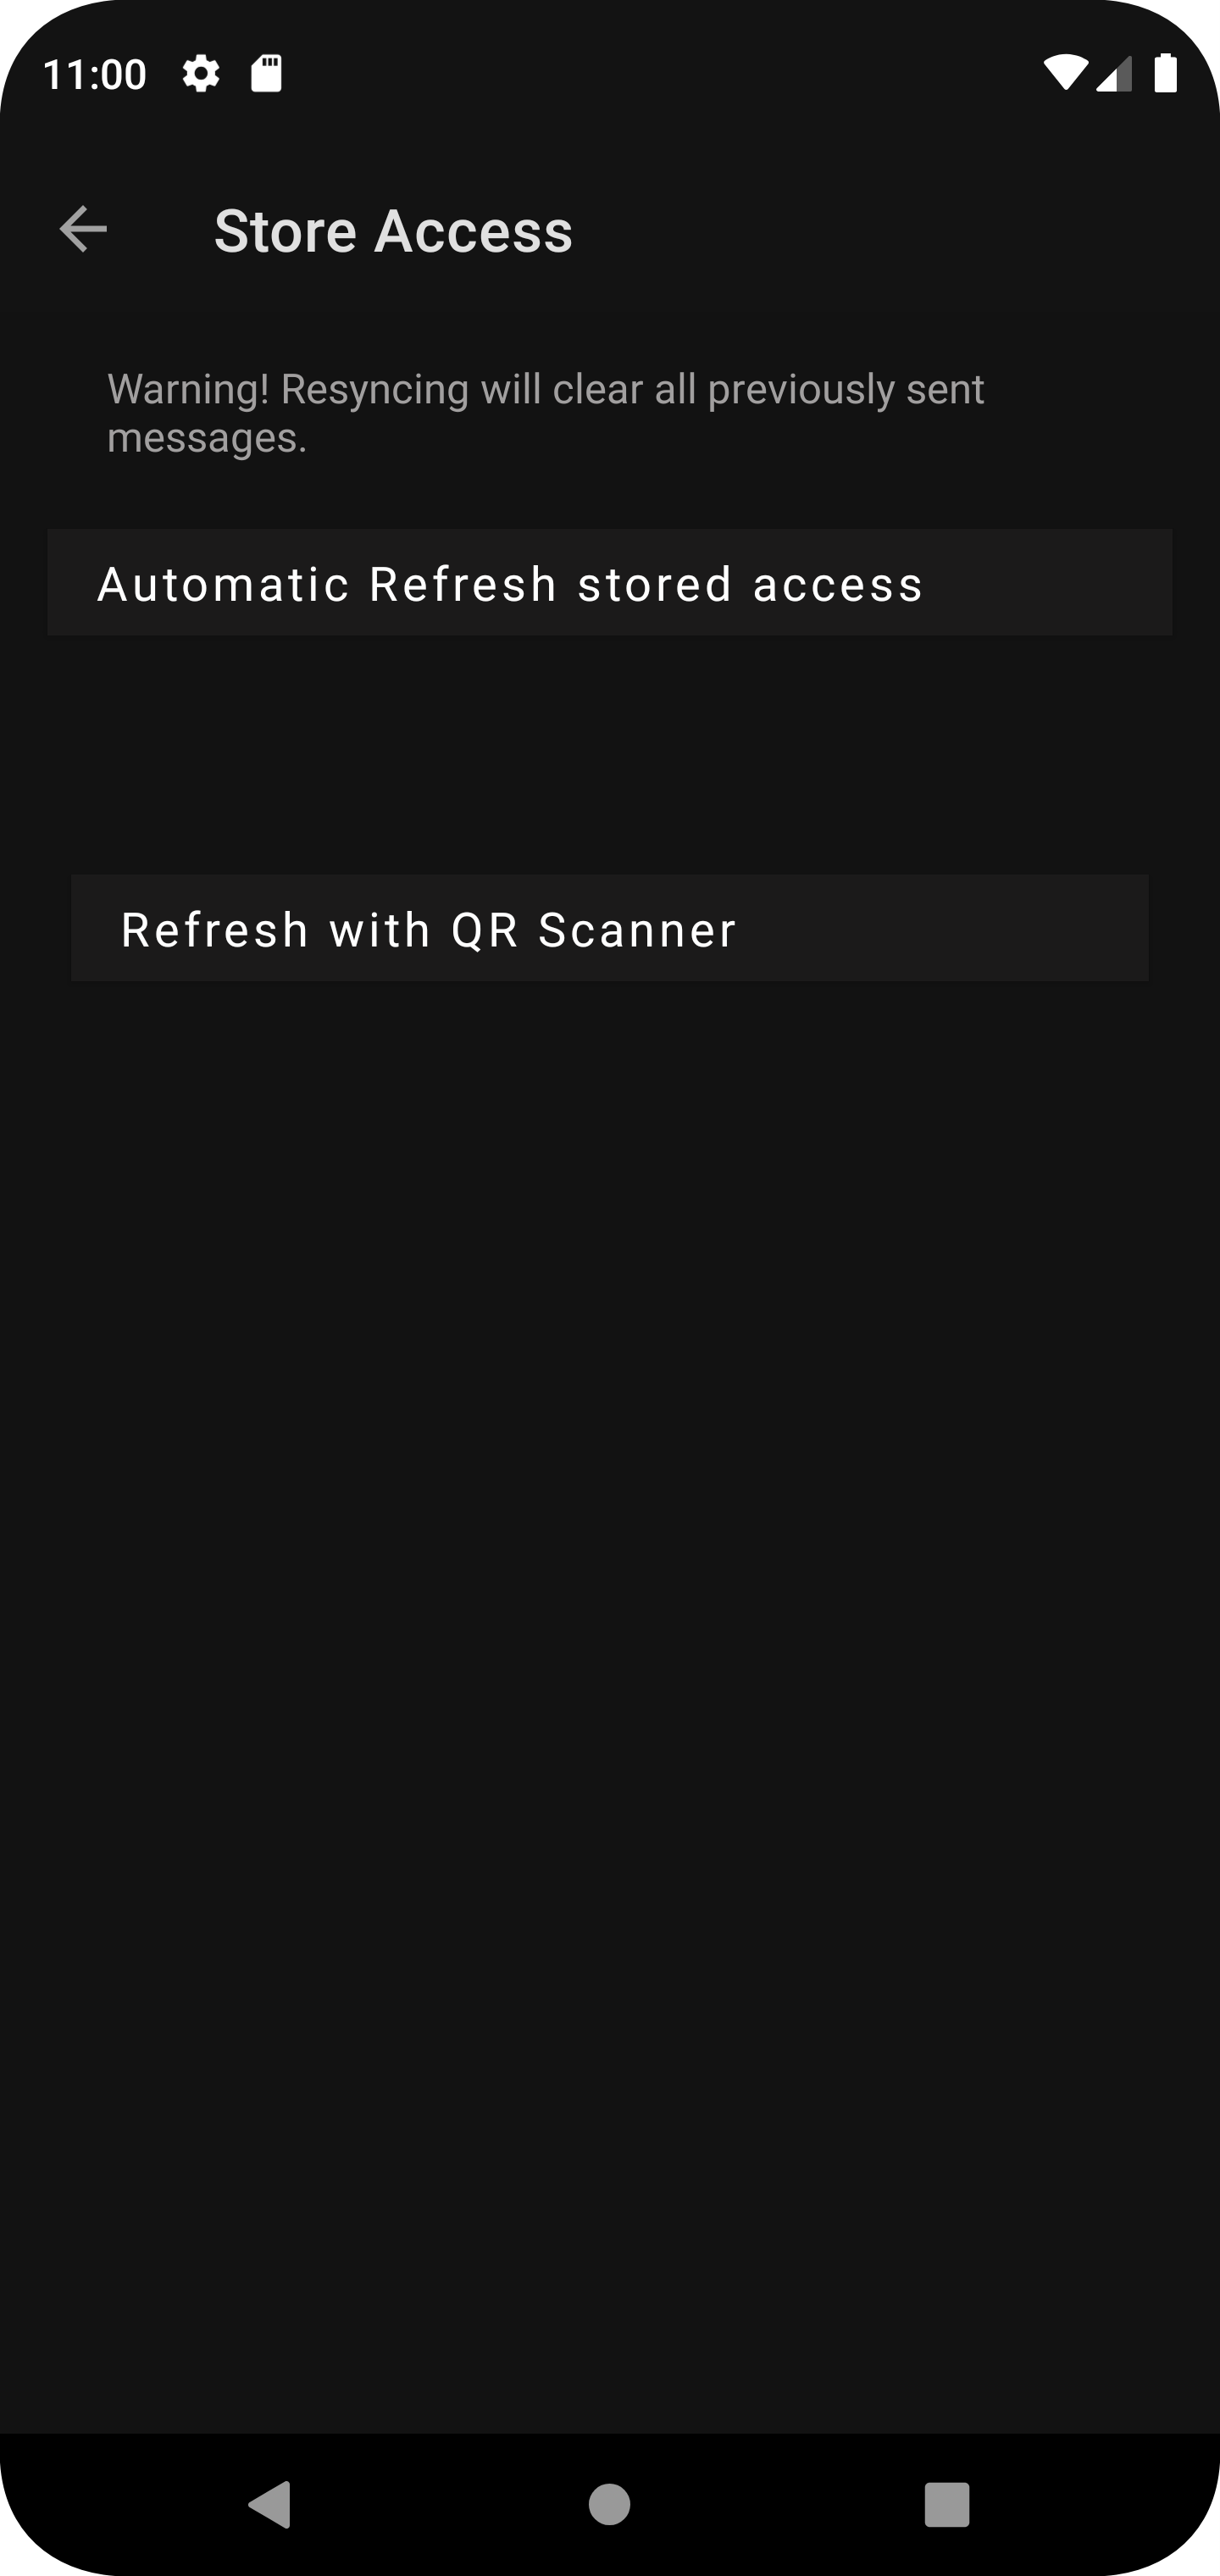 11:00
Store Access
Warning! Resyncing will clear all previously sent
messages.
Automatic Refresh stored access
Refresh with QR Scanner